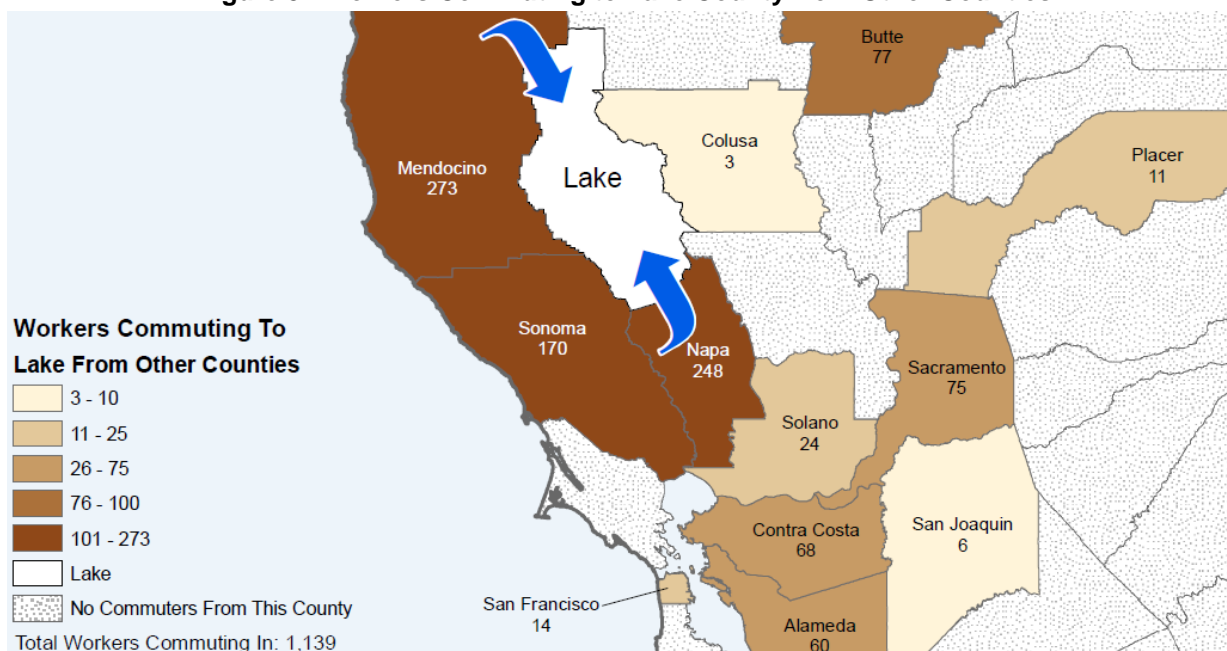 Butte
77
Colusa
3
Placer
11
Mendocino
273
Lake
Sonoma
170
Napa
248
Sacramento
75
Solano
24
Contra Costa
68
San Joaquin
6
San Francisco
14
Alameda
60
Workers Commuting To
Lake From Other Counties
3 - 10
11 - 25
26 - 75
76 - 100
101 - 273
Lake
No Commuters From This County
Total Workers Commuting In: 1,139